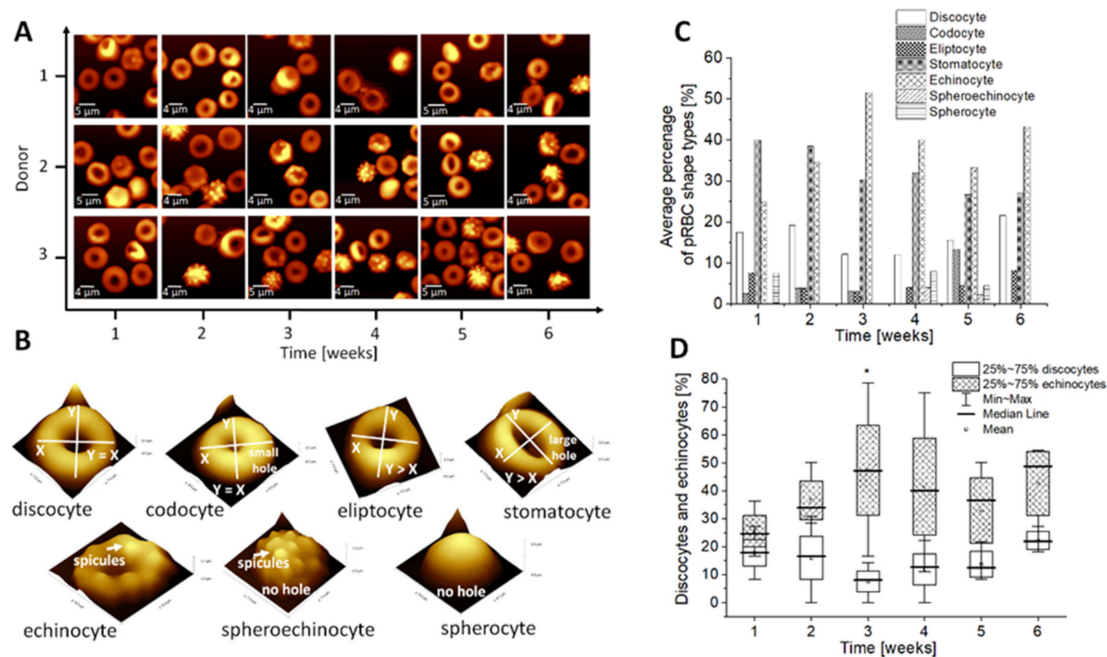 A
Donor
1
5 µm
4 µm
4 µm
4 µm
5 µm
4 µm
2
5 µm
4 µm
4 µm
4 µm
5 µm
4 µm
3
4 µm
4 µm
4 µm
4 µm
4 µm
4 µm
1 2 3 4 5 6
Time [weeks]
B
Y
X
Y = X
discocyte
Y
X
small
hole
Y = X
codocyte
Y
X
Y > X
eliptocyte
Y
X
large
hole
Y > X
stomatocyte
spicules
echinocyte
spicules
no hole
spheroechinocyte
no hole
spherocyte
C
Discocyte
Codocyte
Eliptocyte
Stomatocyte
Echinocyte
Spheroechinocyte
Spherocyte
Average percentage
of pRBC shape types [%]
60
50
40
30
20
10
0
1 2 3 4 5 6
Time [weeks]
D
25%~75% discocytes
25%~75% echinocytes
Min~Max
Median Line
Mean
*
Discocytes and echinocytes [%]
80
70
60
50
40
30
20
10
0
1 2 3 4 5 6
Time [weeks]